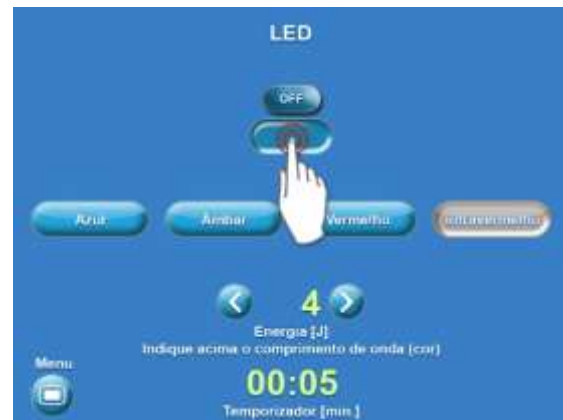 LED
OFF
Azul Âmbar Vermelho Infravermelho
4
Energia [J]
Indique acima o comprimento de onda (cor)
Menu
00:05
Temporizador [min.]